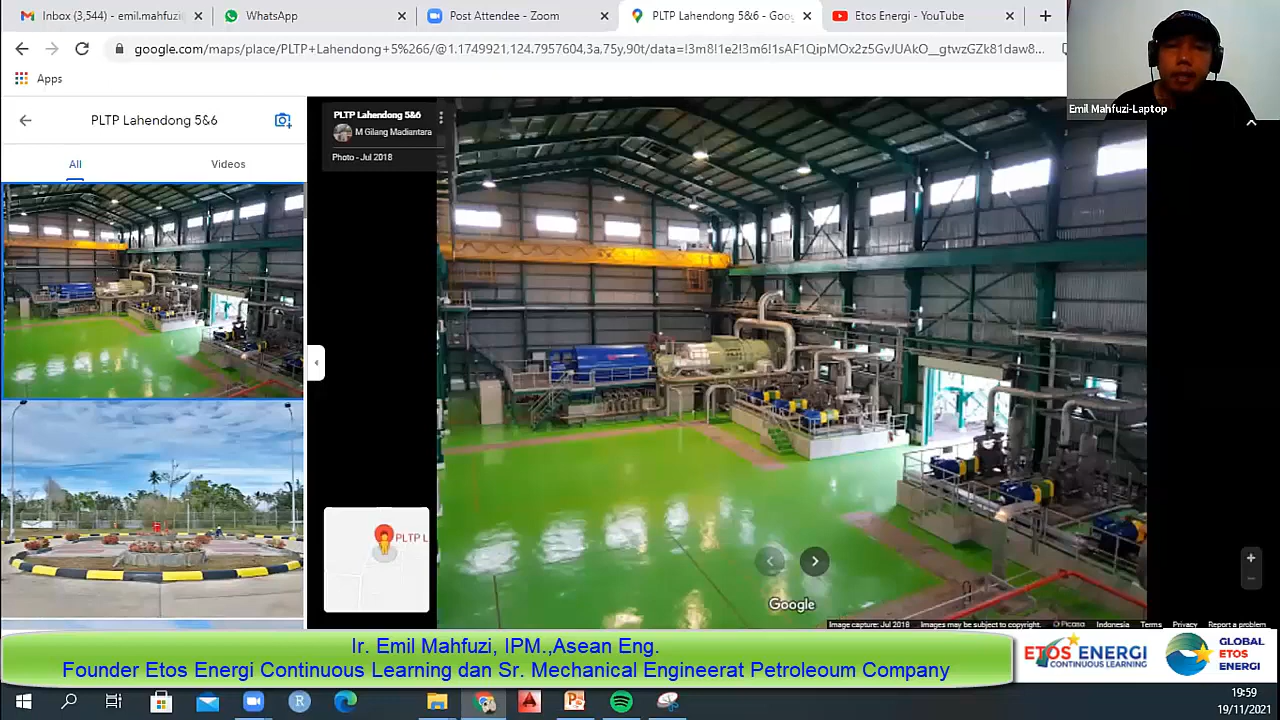 Inbox (3,544) - emil.mahfuzi
WhatsApp
Post Attendee - Zoom
PLTP Lahendong 5&6 - Goo
Etos Energi - YouTube
google.com/maps/place/PLTP+Lahendong+5%266/@1.1749921,124.7957604,3a,75y,90t/data=!3m8!1e2!3m6!1sAF1QipMOx2z5GvJUAkO__gtwzGZk81daw8...
Apps
Emil Mahfuzi-Laptop
PLTP Lahendong 5&6
All
Videos
PLTP Lahendong 5&6
M Gilang Madiantara
Photo - Jul 2018
PLTP L
Google
Image capture: Jul 2018 Images may be subject to copyright. Picasa Indonesia Terms Privacy Report a problem
Ir. Emil Mahfuzi, IPM.,Asean Eng.
Founder Etos Energi Continuous Learning dan Sr. Mechanical Engineerat Petroleoum Company
ETOS ENERGI
CONTINUOUS LEARNING
GLOBAL
ETOS
ENERGI
19:59
19/11/2021